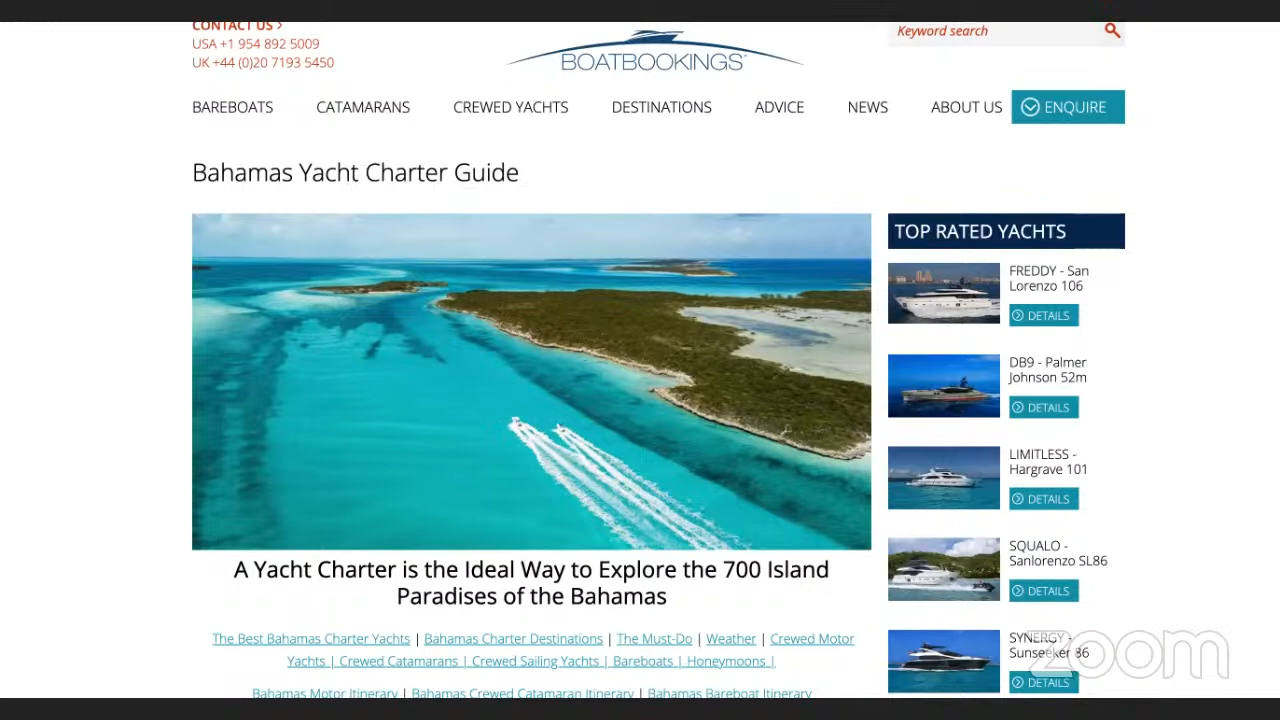 CONTACT US >
USA +1 954 892 5009
UK +44 (0)20 7193 5450
BOATBOOKINGS
Keyword search
BAREBOATS CATAMARANS CREWED YACHTS DESTINATIONS ADVICE NEWS ABOUT US ENQUIRE
Bahamas Yacht Charter Guide
A Yacht Charter is the Ideal Way to Explore the 700 Island
Paradises of the Bahamas
The Best Bahamas Charter Yachts | Bahamas Charter Destinations | The Must-Do | Weather | Crewed Motor
Yachts | Crewed Catamarans | Crewed Sailing Yachts | Bareboats | Honeymoons |
Bahamas Motor Itinerary | Bahamas Crewed Catamaran Itinerary | Bahamas Bareboat Itinerary
TOP RATED YACHTS
FREDDY - San
Lorenzo 106
DETAILS
DB9 - Palmer
Johnson 52m
DETAILS
LIMITLESS -
Hargrave 101
DETAILS
SQUALO -
Sanlorenzo SL86
DETAILS
SYNERGY -
Sunseeker 86
DETAILS
zoom